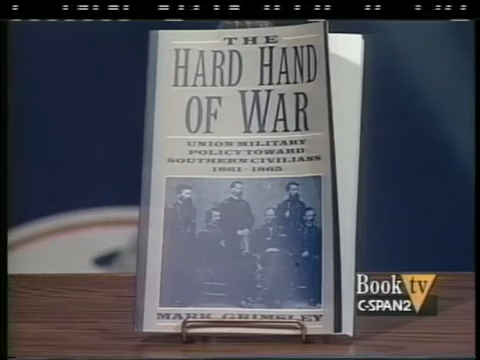 THE
HARD HAND
OF WAR
UNION MILITARY
POLICY TOWARD
SOUTHERN CIVILIANS
1861-1865
MARK GRIMSLEY
Book tv
C-SPAN2